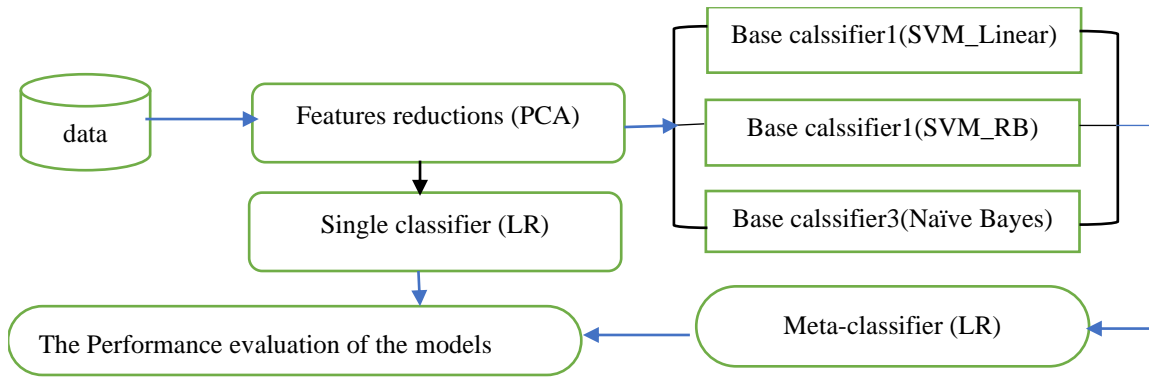 data
Features reductions (PCA)
Single classifier (LR)
The Performance evaluation of the models
Base calssifier1(SVM_Linear)
Base calssifier1(SVM_RB)
Base calssifier3(Naïve Bayes)
Meta-classifier (LR)